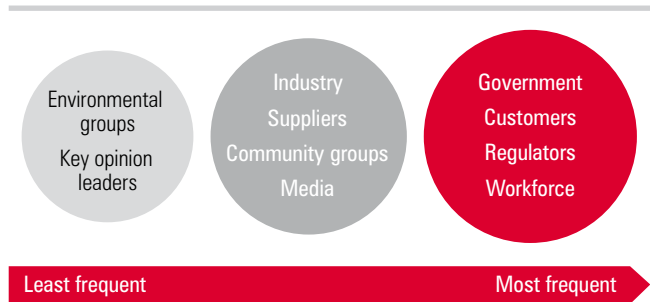 Environmental
groups
Key opinion
leaders
Industry
Suppliers
Community groups
Media
Government
Customers
Regulators
Workforce
Least frequent
Most frequent